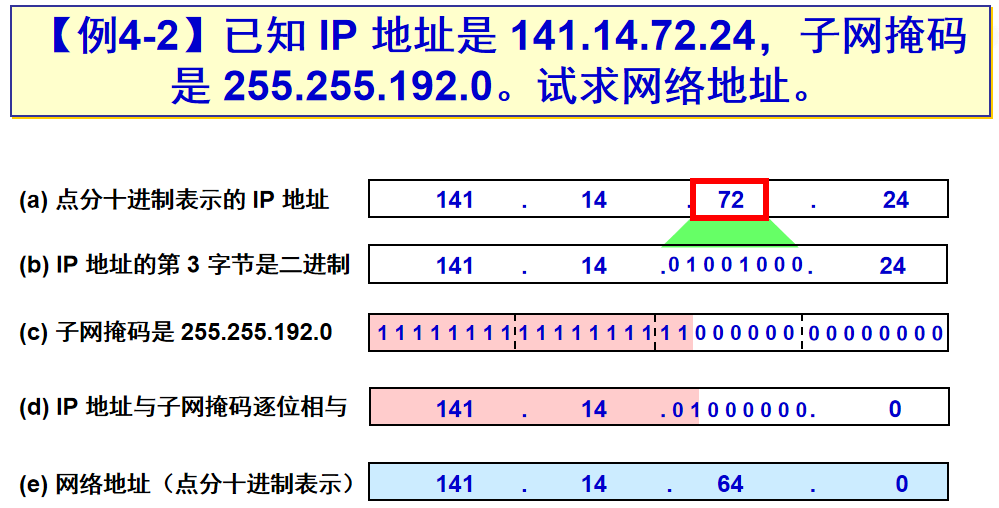 【例4-2】已知 IP 地址是 141.14.72.24，子网掩码
是 255.255.192.0。试求网络地址。
(a) 点分十进制表示的 IP 地址 141 . 14 . 72 . 24
(b) IP 地址的第 3 字节是二进制 141 . 14 .01001000. 24
(c) 子网掩码是 255.255.192.0 11111111 11111111 11000000 00000000
(d) IP 地址与子网掩码逐位相与 141 . 14 .01000000. 0
(e) 网络地址（点分十进制表示） 141 . 14 . 64 . 0